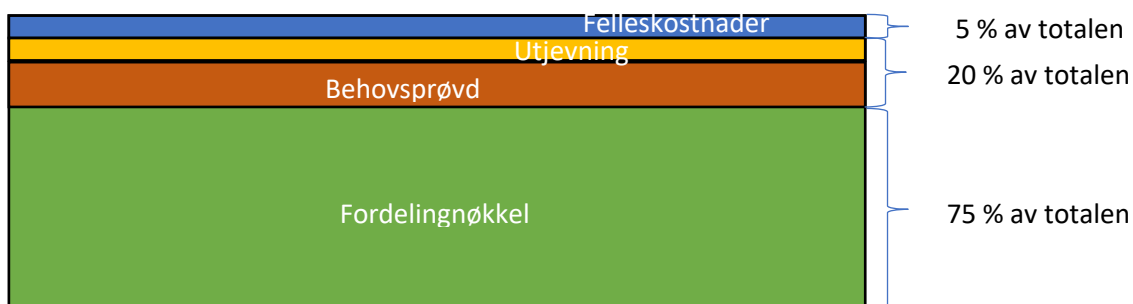 Felleskostnader
5 % av totalen
Utjevning
20 % av totalen
Behovsprøvd
Fordelingnøkkel
75 % av totalen